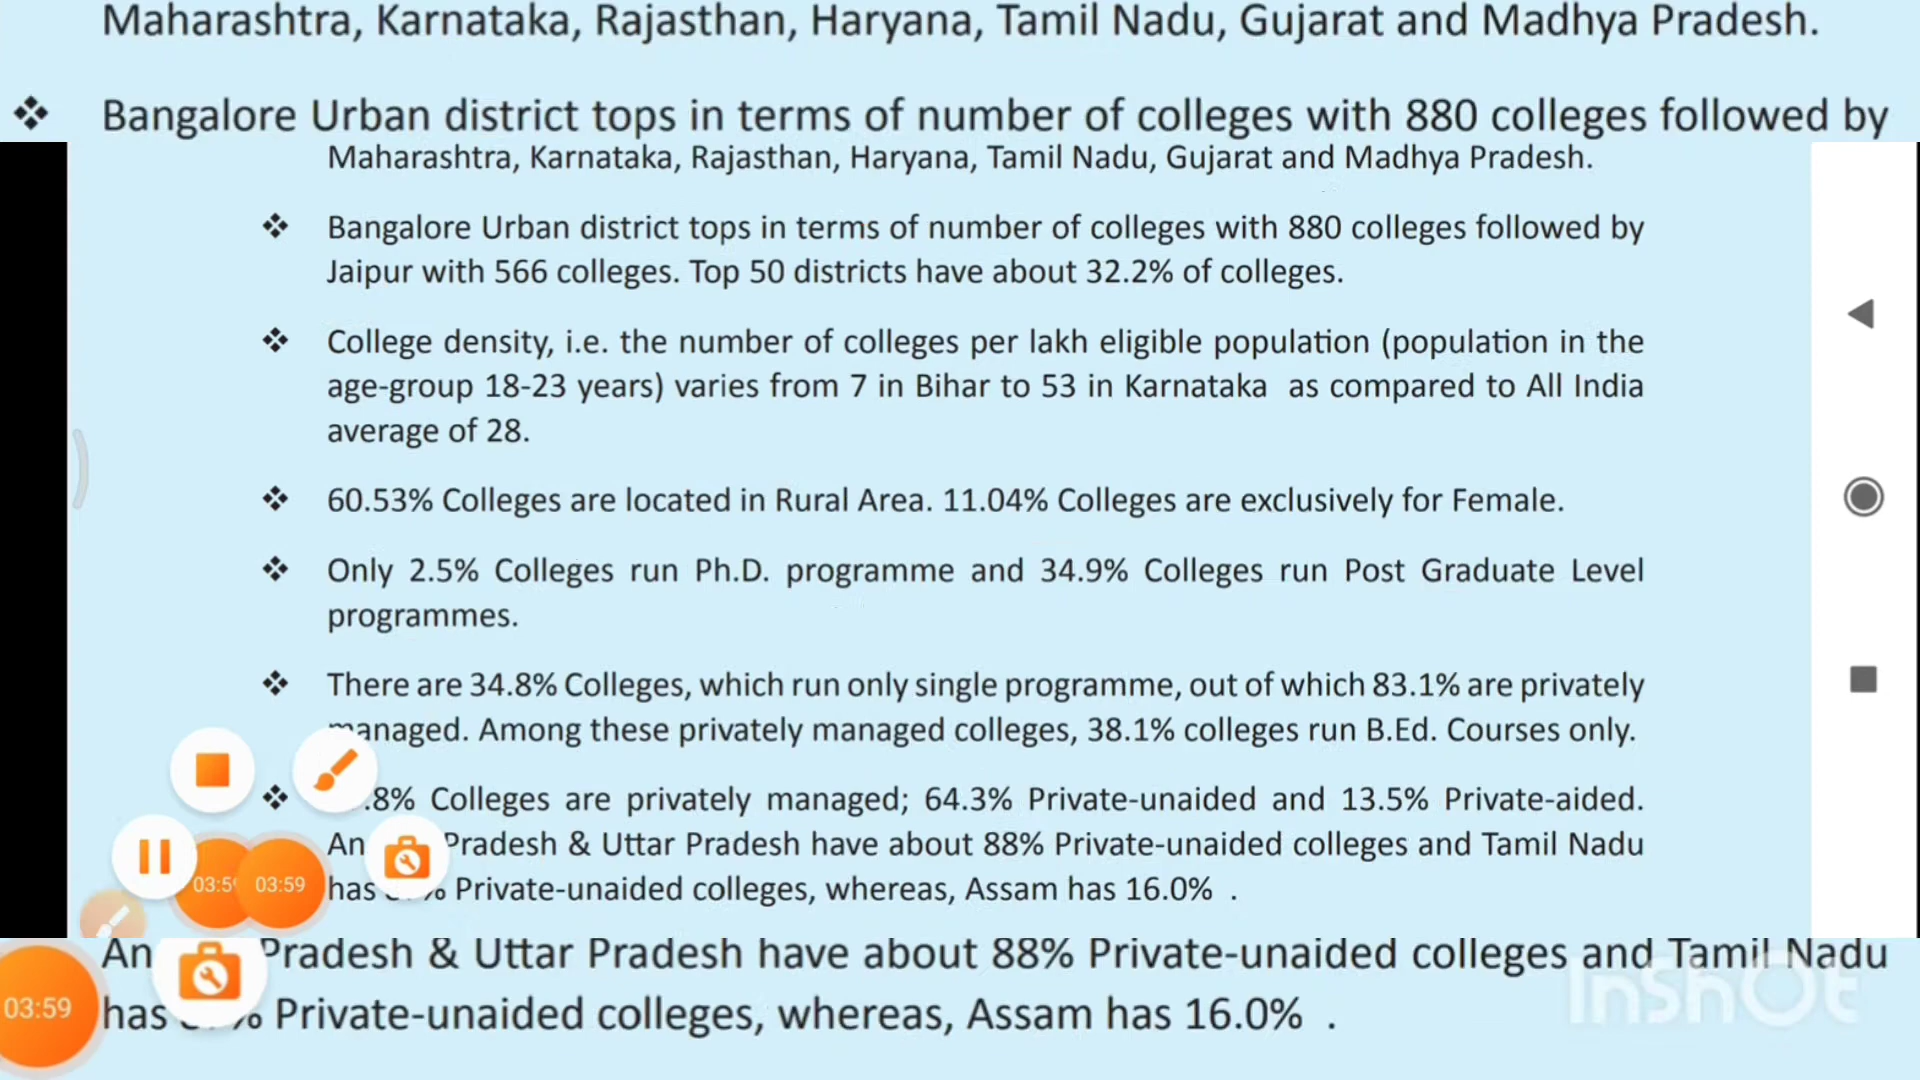 Maharashtra, Karnataka, Rajasthan, Haryana, Tamil Nadu, Gujarat and Madhya Pradesh.
❖ Bangalore Urban district tops in terms of number of colleges with 880 colleges followed by
Maharashtra, Karnataka, Rajasthan, Haryana, Tamil Nadu, Gujarat and Madhya Pradesh.
❖ Bangalore Urban district tops in terms of number of colleges with 880 colleges followed by
Jaipur with 566 colleges. Top 50 districts have about 32.2% of colleges.
❖ College density, i.e. the number of colleges per lakh eligible population (population in the
age-group 18-23 years) varies from 7 in Bihar to 53 in Karnataka as compared to All India
average of 28.
❖ 60.53% Colleges are located in Rural Area. 11.04% Colleges are exclusively for Female.
❖ Only 2.5% Colleges run Ph.D. programme and 34.9% Colleges run Post Graduate Level
programmes.
❖ There are 34.8% Colleges, which run only single programme, out of which 83.1% are privately
managed. Among these privately managed colleges, 38.1% colleges run B.Ed. Courses only.
❖ .8% Colleges are privately managed; 64.3% Private-unaided and 13.5% Private-aided.
An Pradesh & Uttar Pradesh have about 88% Private-unaided colleges and Tamil Nadu
has % Private-unaided colleges, whereas, Assam has 16.0% .
03:59
03:59
An Pradesh & Uttar Pradesh have about 88% Private-unaided colleges and Tamil Nadu
has % Private-unaided colleges, whereas, Assam has 16.0% .
03:59
InShOt